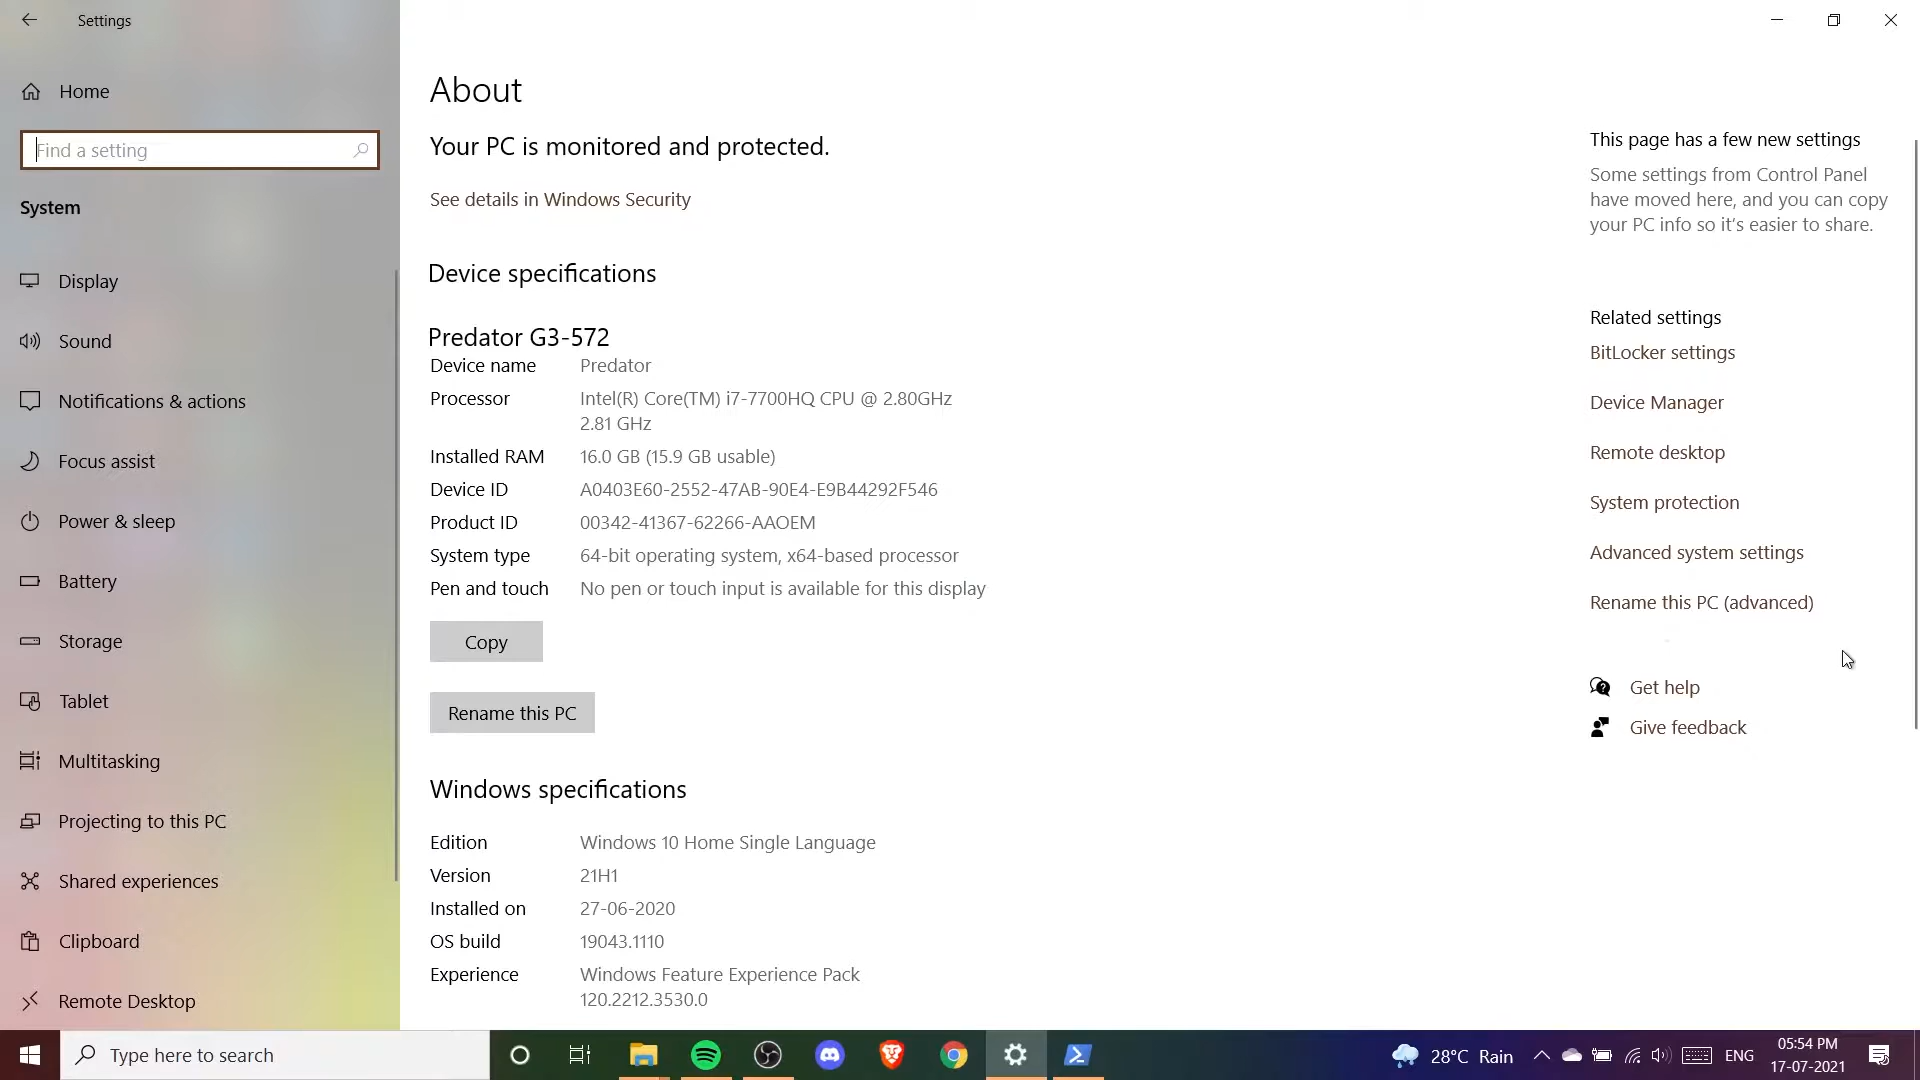 Settings
Home
Find a setting
System
Display
Sound
Notifications & actions
Focus assist
Power & sleep
Battery
Storage
Tablet
Multitasking
Projecting to this PC
Shared experiences
Clipboard
Remote Desktop
About
Your PC is monitored and protected.
See details in Windows Security
Device specifications
Predator G3-572
Device name Predator
Processor Intel(R) Core(TM) i7-7700HQ CPU @ 2.80GHz
2.81 GHz
Installed RAM 16.0 GB (15.9 GB usable)
Device ID A0403E60-2552-47AB-90E4-E9B44292F546
Product ID 00342-41367-62266-AAOEM
System type 64-bit operating system, x64-based processor
Pen and touch No pen or touch input is available for this display
Copy
Rename this PC
Windows specifications
Edition Windows 10 Home Single Language
Version 21H1
Installed on 27-06-2020
OS build 19043.1110
Experience Windows Feature Experience Pack
120.2212.3530.0
This page has a few new settings
Some settings from Control Panel
have moved here, and you can copy
your PC info so it's easier to share.
Related settings
BitLocker settings
Device Manager
Remote desktop
System protection
Advanced system settings
Rename this PC (advanced)
Get help
Give feedback
Type here to search
28°C Rain
ENG
05:54 PM
17-07-2021